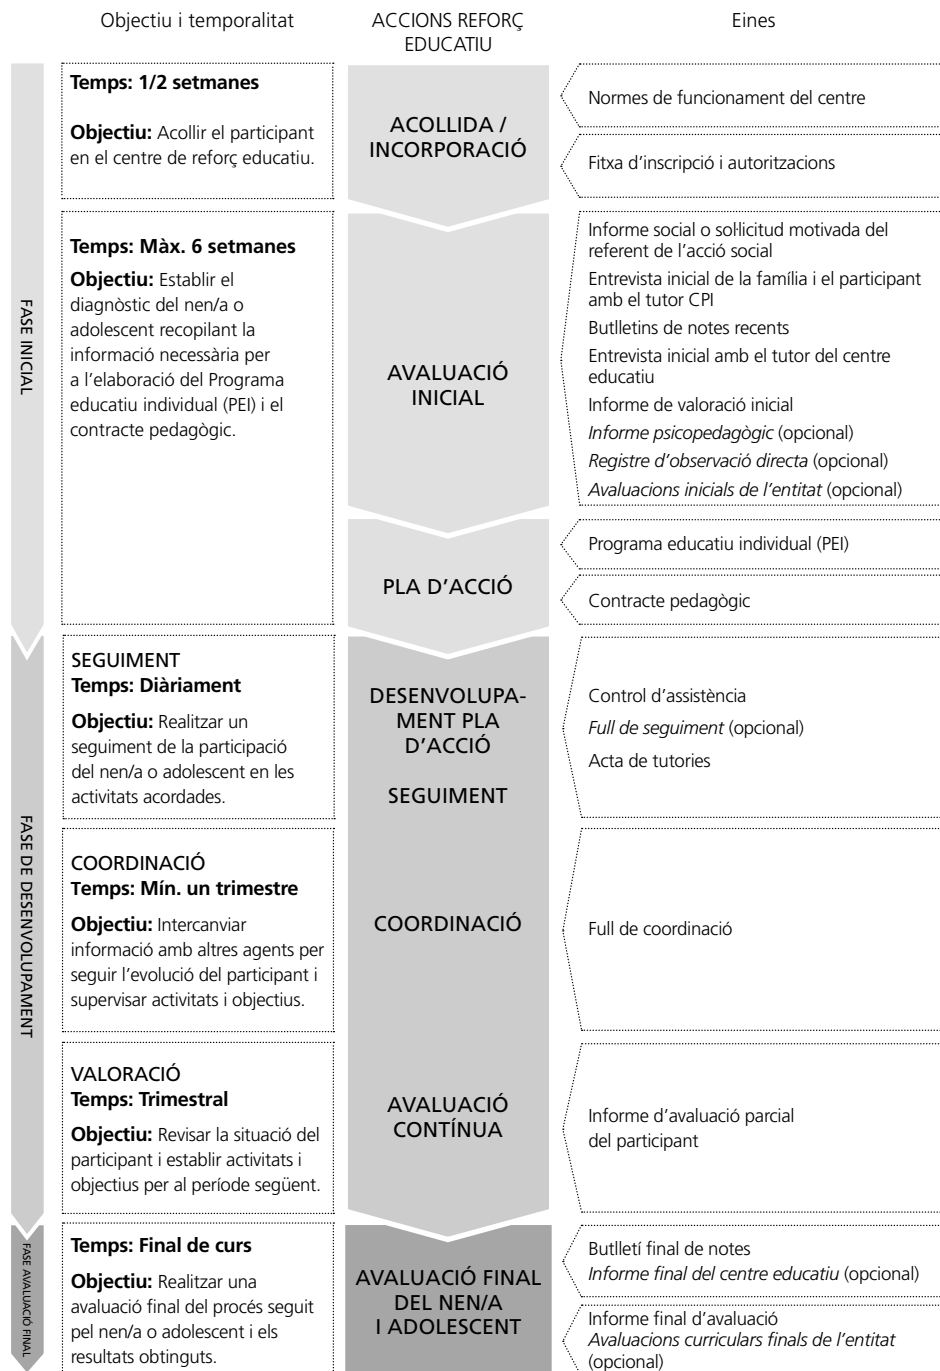 Objectiu i temporalitat
ACCIONS REFORÇ
EDUCATIU
Eines
FASE INICIAL
Temps: 1/2 setmanes
Objectiu: Acollir el participant
en el centre de reforç educatiu.
ACOLLIDA /
INCORPORACIÓ
Normes de funcionament del centre
Fitxa d'inscripció i autoritzacions
Temps: Màx. 6 setmanes
Objectiu: Establir el
diagnòstic del nen/a o
adolescent recopilant la
informació necessària per
a l'elaboració del Programa
educatiu individual (PEI) i el
contracte pedagògic.
AVALUACIÓ
INICIAL
Informe social o sol·licitud motivada del
referent de l'acció social
Entrevista inicial de la família i el participant
amb el tutor CPI
Butlletins de notes recents
Entrevista inicial amb el tutor del centre
educatiu
Informe de valoració inicial
Informe psicopedagògic (opcional)
Registre d'observació directa (opcional)
Avaluacions inicials de l'entitat (opcional)
PLA D'ACCIÓ
Programa educatiu individual (PEI)
Contracte pedagògic
FASE DE DESENVOLUPAMENT
SEGUIMENT
Temps: Diàriament
Objectiu: Realitzar un
seguiment de la participació
del nen/a o adolescent en les
activitats acordades.
DESENVOLUPA-
MENT PLA
D'ACCIÓ
SEGUIMENT
Control d'assistència
Full de seguiment (opcional)
Acta de tutories
COORDINACIÓ
Temps: Mín. un trimestre
Objectiu: Intercanviar
informació amb altres agents per
seguir l'evolució del participant i
supervisar activitats i objectius.
COORDINACIÓ
Full de coordinació
VALORACIÓ
Temps: Trimestral
Objectiu: Revisar la situació del
participant i establir activitats i
objectius per al període següent.
AVALUACIÓ
CONTÍNUA
Informe d'avaluació parcial
del participant
FASE AVALUACIÓ FINAL
Temps: Final de curs
Objectiu: Realitzar una
avaluació final del procés seguit
pel nen/a o adolescent i els
resultats obtinguts.
AVALUACIÓ FINAL
DEL NEN/A
I ADOLESCENT
Butlletí final de notes
Informe final del centre educatiu (opcional)
Informe final d'avaluació
Avaluacions curriculars finals de l'entitat
(opcional)